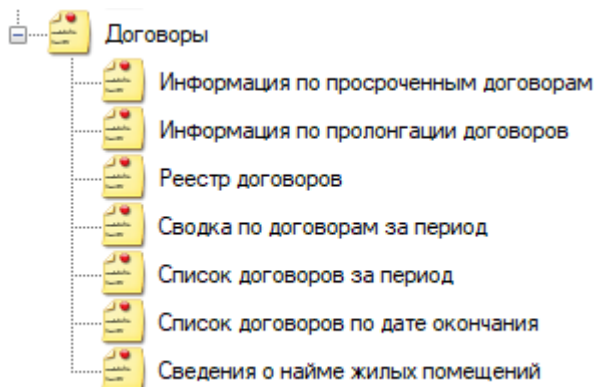 Договоры
Информация по просроченным договорам
Информация по пролонгации договоров
Реестр договоров
Сводка по договорам за период
Список договоров за период
Список договоров по дате окончания
Сведения о найме жилых помещений